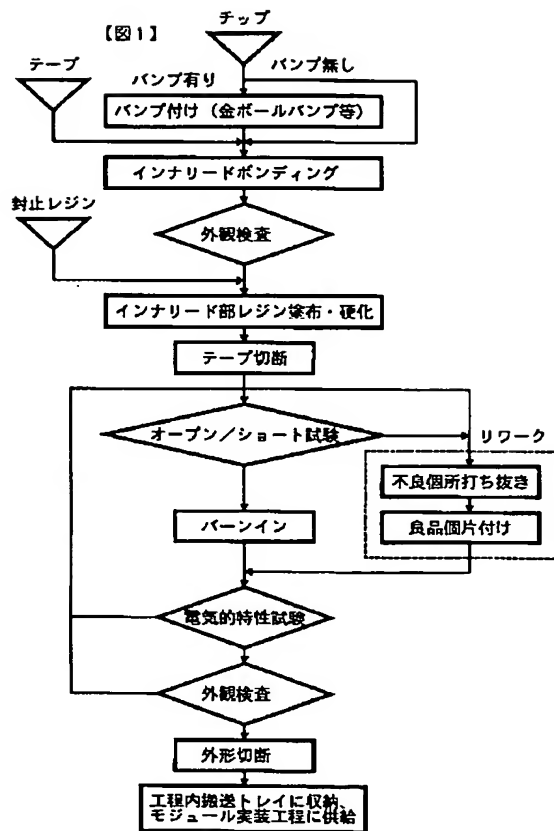 【図1】
チップ
テープ
バンプ有り
バンプ無し
バンプ付け（金ボールバンプ等）
インナリードボンディング
封止レジン
外観検査
インナリード部レジン塗布・硬化
テープ切断
オープン／ショート試験
リワーク
不良個所打ち抜き
バーンイン
良品個片付け
電気的特性試験
外観検査
外形切断
工程内搬送トレイに収納、
モジュール実装工程に供給